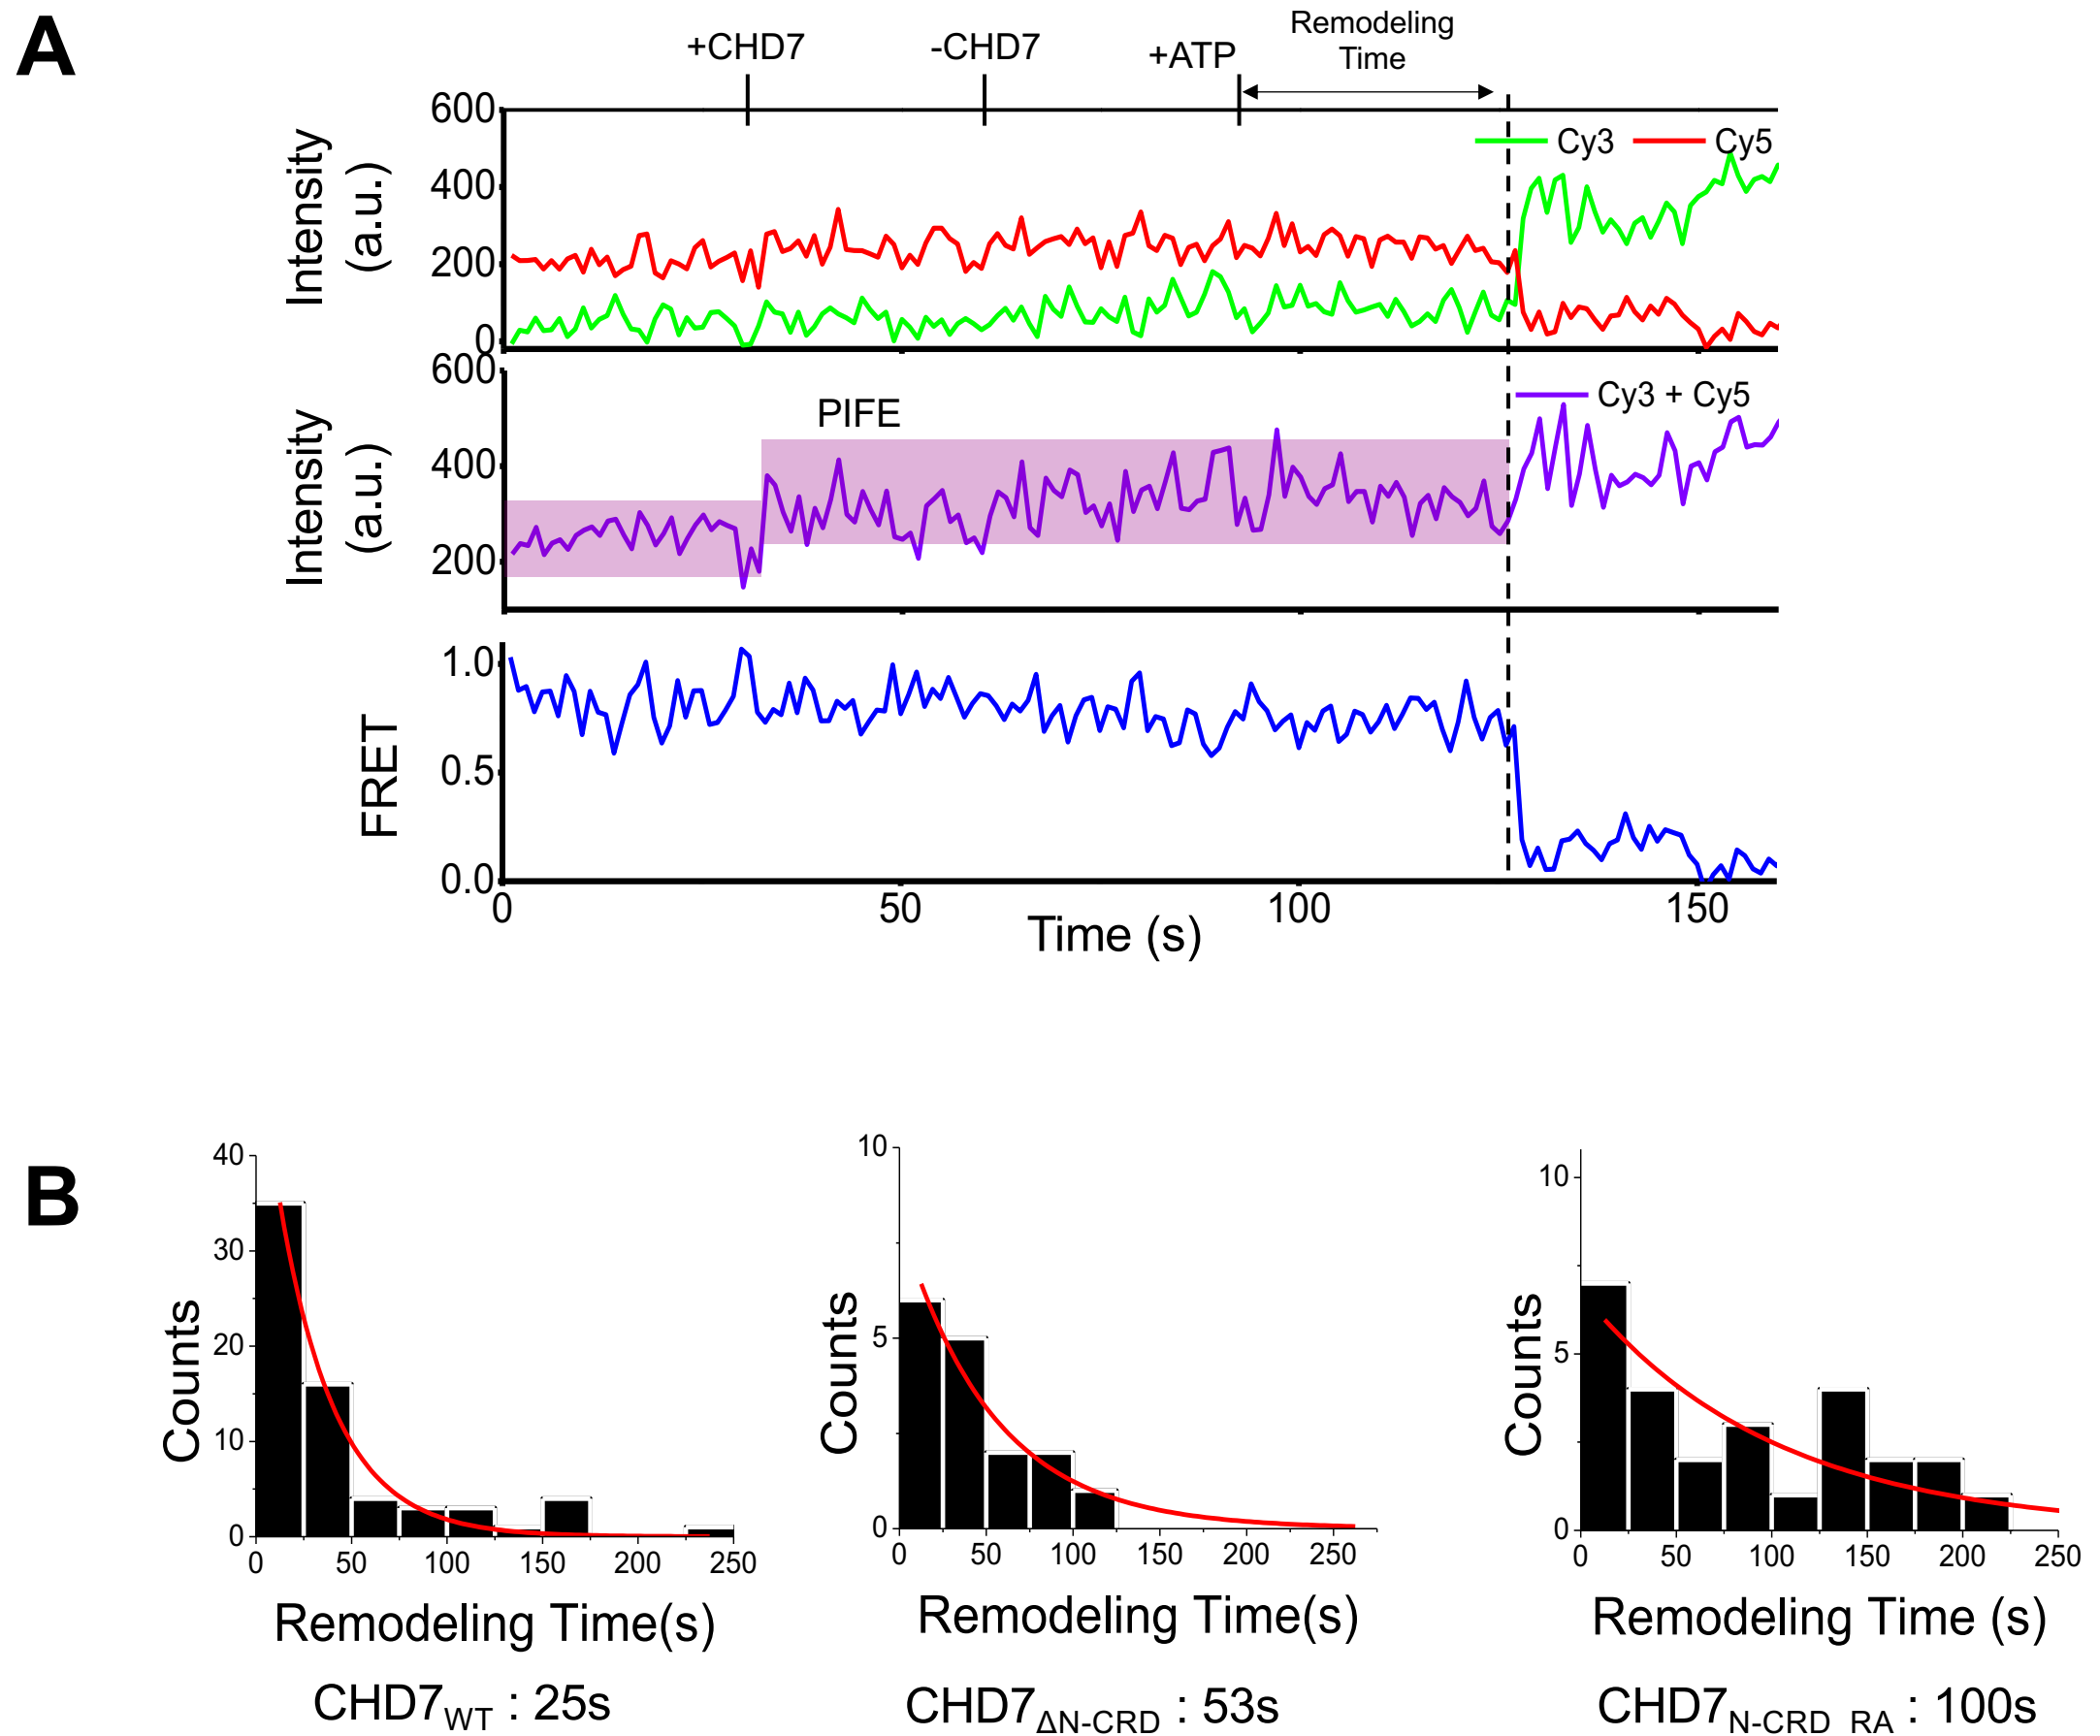 A
+CHD7
-CHD7
+ATP
Remodeling
Time
Intensity
(a.u.)
600
400
200
0
Cy3
Cy5
Intensity
(a.u.)
600
400
200
PIFE
Cy3 + Cy5
FRET
1.0
0.5
0.0
0 50 100 150
Time (s)
B
Counts
40
30
20
10
0
0 50 100 150 200 250
Remodeling Time(s)
CHD7WT : 25s
Counts
10
5
0
0 50 100 150 200 250
Remodeling Time(s)
CHD7ΔN-CRD : 53s
Counts
10
5
0
0 50 100 150 200 250
Remodeling Time (s)
CHD7N-CRD_RA : 100s